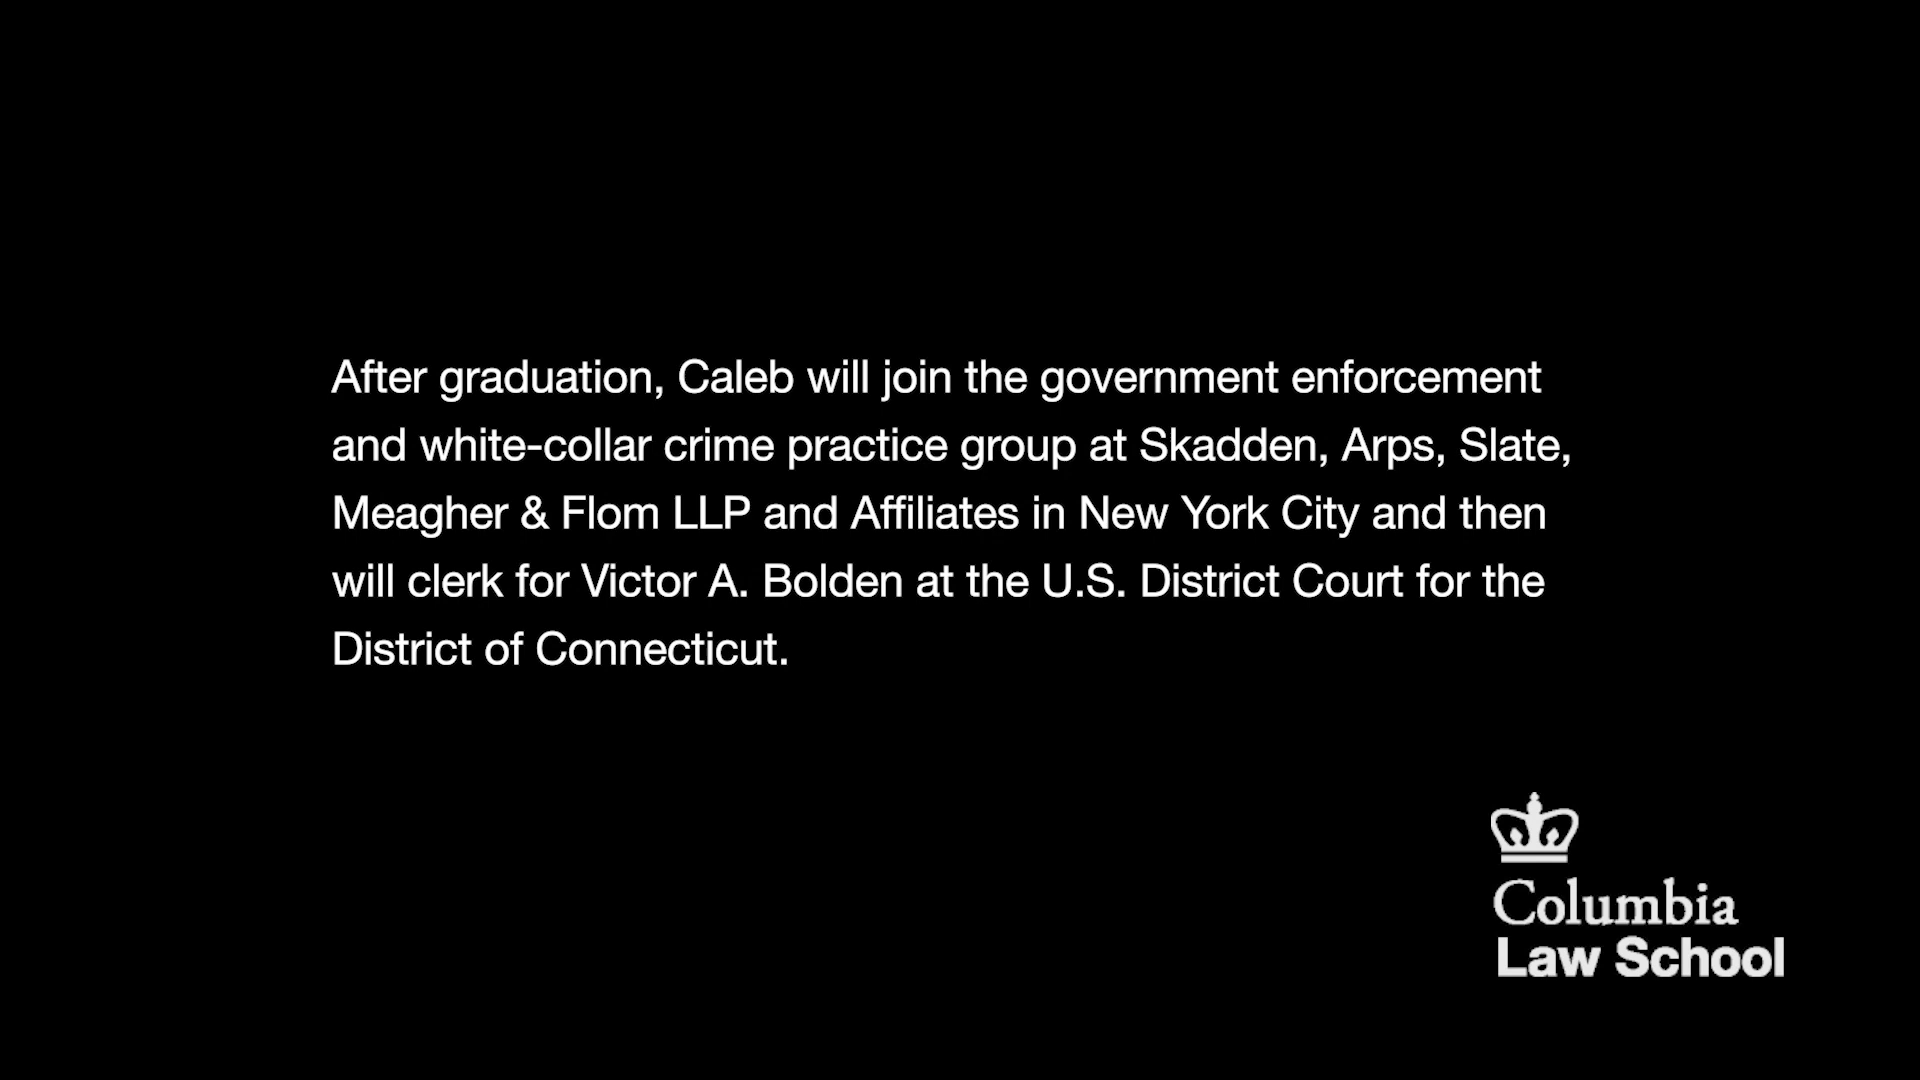 After graduation, Caleb will join the government enforcement
and white-collar crime practice group at Skadden, Arps, Slate,
Meagher & Flom LLP and Affiliates in New York City and then
will clerk for Victor A. Bolden at the U.S. District Court for the
District of Connecticut.
Columbia
Law School